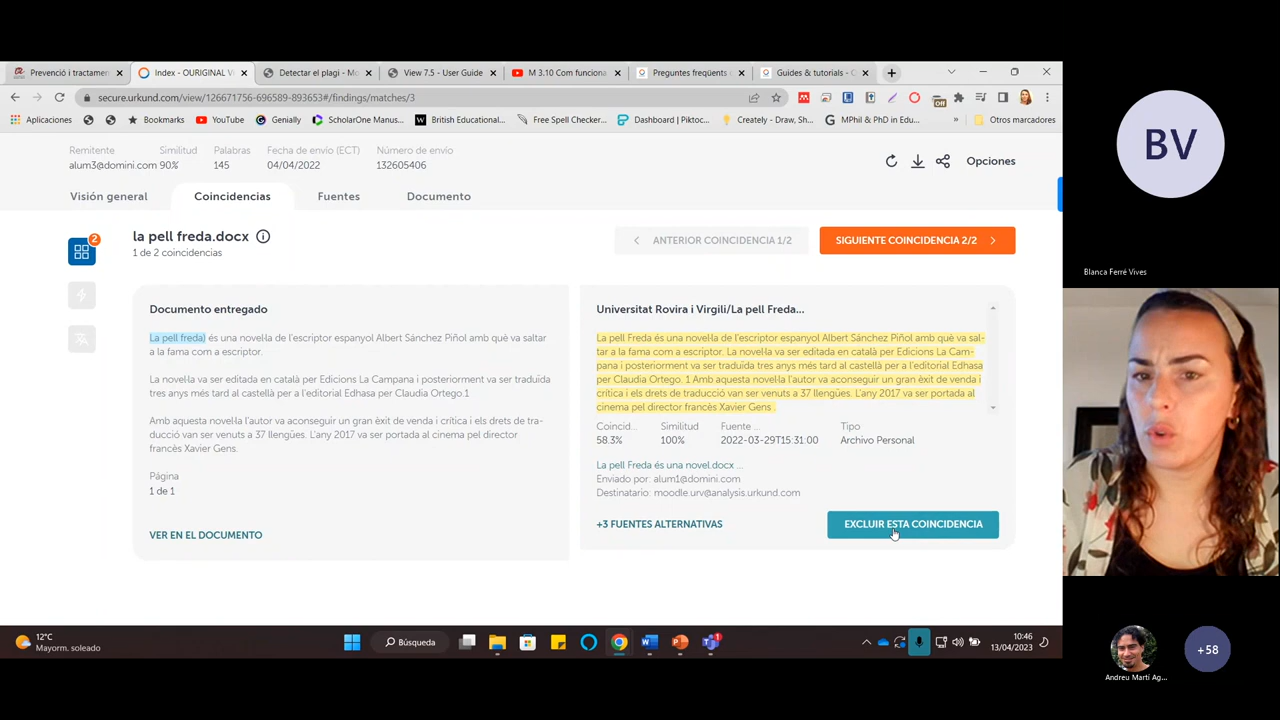 Prevenció i tractamen
Index - OURIGINAL V
Detectar el plagi - Mo
View 7.5 - User Guide
M 3.10 Com funciona
Preguntes freqüents
Guides & tutorials - C
secure.urkund.com/view/126671756-696589-893653#/findings/matches/3
Aplicaciones
Bookmarks
YouTube
Genially
ScholarOne Manus...
British Educational...
Free Spell Checker...
Dashboard | Piktoc...
Creately - Draw, Sh...
MPhil & PhD in Edu...
»
Otros marcadores
Off
Remitente Similitud Palabras Fecha de envío (ECT) Número de envío
alum3@domini.com 90% 145 04/04/2022 132605406
Opciones
Visión general Coincidencias Fuentes Documento
2
la pell freda.docx
1 de 2 coincidencias
ANTERIOR COINCIDENCIA 1/2
SIGUIENTE COINCIDENCIA 2/2
Documento entregado
La pell freda) és una novel·la de l'escriptor espanyol Albert Sánchez Piñol amb què va saltar
a la fama com a escriptor.
La novel·la va ser editada en català per Edicions La Campana i posteriorment va ser traduïda
tres anys més tard al castellà per a l'editorial Edhasa per Claudia Ortego.1
Amb aquesta novel·la l'autor va aconseguir un gran èxit de venda i crítica i els drets de tra-
ducció van ser venuts a 37 llengües. L'any 2017 va ser portada al cinema pel director
francès Xavier Gens.
Página
1 de 1
VER EN EL DOCUMENTO
Universitat Rovira i Virgili/La pell Freda...
La pell Freda és una novel·la de l'escriptor espanyol Albert Sánchez Piñol amb què va sal-
tar a la fama com a escriptor. La novel·la va ser editada en català per Edicions La Cam-
pana i posteriorment va ser traduïda tres anys més tard al castellà per a l'editorial Edhasa
per Claudia Ortego. 1 Amb aquesta novel·la l'autor va aconseguir un gran èxit de venda i
crítica i els drets de traducció van ser venuts a 37 llengües. L'any 2017 va ser portada al
cinema pel director francès Xavier Gens .
Coincid... Similitud Fuente ... Tipo
58.3% 100% 2022-03-29T15:31:00 Archivo Personal
La pell Freda és una novel.docx ...
Enviado por: alum1@domini.com
Destinatario: moodle.urv@analysis.urkund.com
+3 FUENTES ALTERNATIVAS
EXCLUIR ESTA COINCIDENCIA
12°C
Mayorm. soleado
Búsqueda
1
10:46
13/04/2023
BV
Blanca Ferré Vives
Andreu Martí Ag...
+58